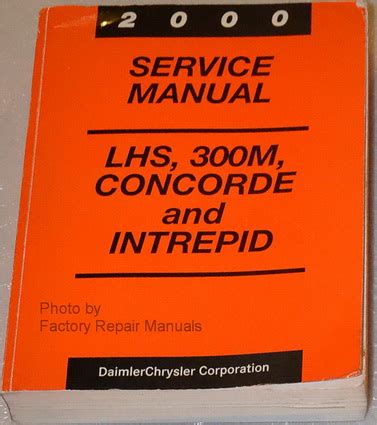 2000
SERVICE
MANUAL
LHS, 300M,
CONCORDE
and
INTREPID
Photo by
Factory Repair Manuals
DaimlerChrysler Corporation